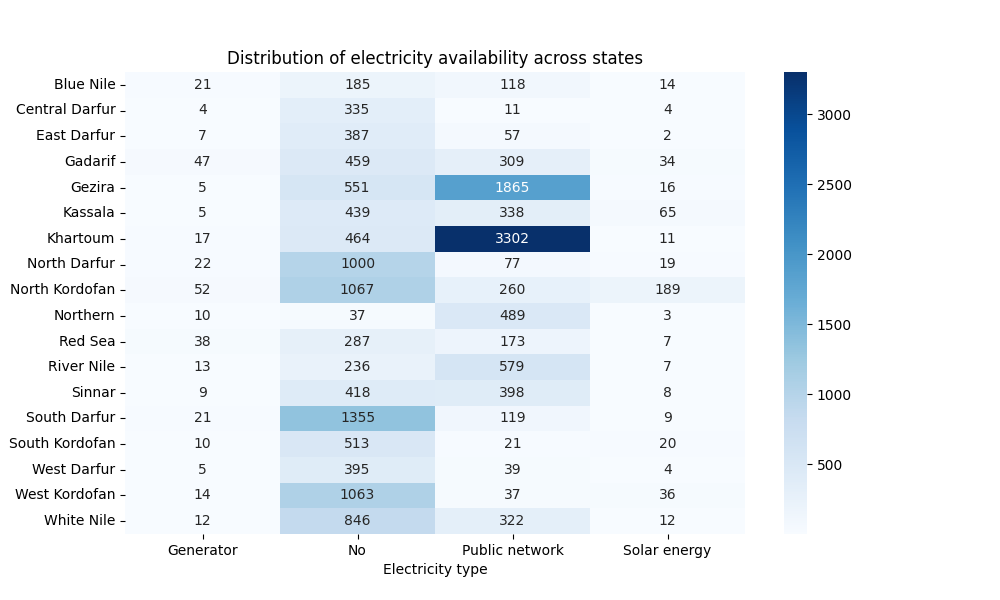 Distribution of electricity availability across states
Blue Nile 21 185 118 14
Central Darfur 4 335 11 4
East Darfur 7 387 57 2
Gadarif 47 459 309 34
Gezira 5 551 1865 16
Kassala 5 439 338 65
Khartoum 17 464 3302 11
North Darfur 22 1000 77 19
North Kordofan 52 1067 260 189
Northern 10 37 489 3
Red Sea 38 287 173 7
River Nile 13 236 579 7
Sinnar 9 418 398 8
South Darfur 21 1355 119 9
South Kordofan 10 513 21 20
West Darfur 5 395 39 4
West Kordofan 14 1063 37 36
White Nile 12 846 322 12
Generator No Public network Solar energy
Electricity type
3000
2500
2000
1500
1000
500